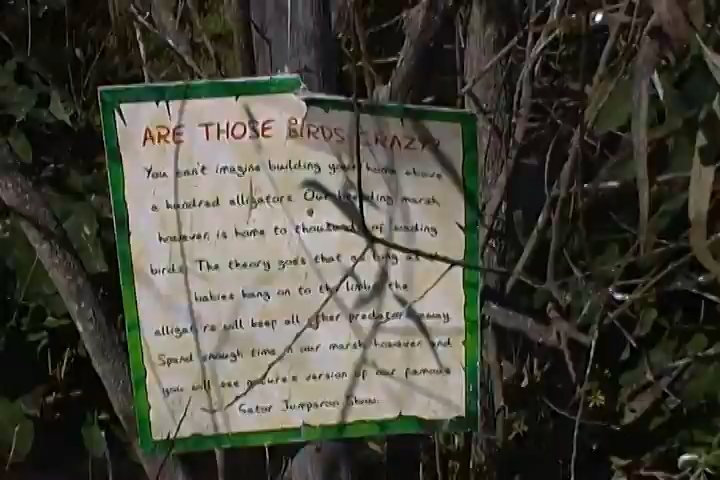 ARE THOSE BIRDS CRAZY?
You can't imagine building your home above
a hundred alligators. Our breeding marsh
however, is home to thousands of wading
birds. The theory goes that as long as the
babies hang on to the limbs, the
alligators will keep all other predators away.
Spend enough time in our marsh however and
you will see nature's version of our famous
Gator Jumparoo Show.